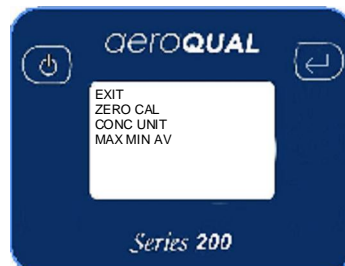 aeroQUAL
EXIT
ZERO CAL
CONC UNIT
MAX MIN AV
Series 200